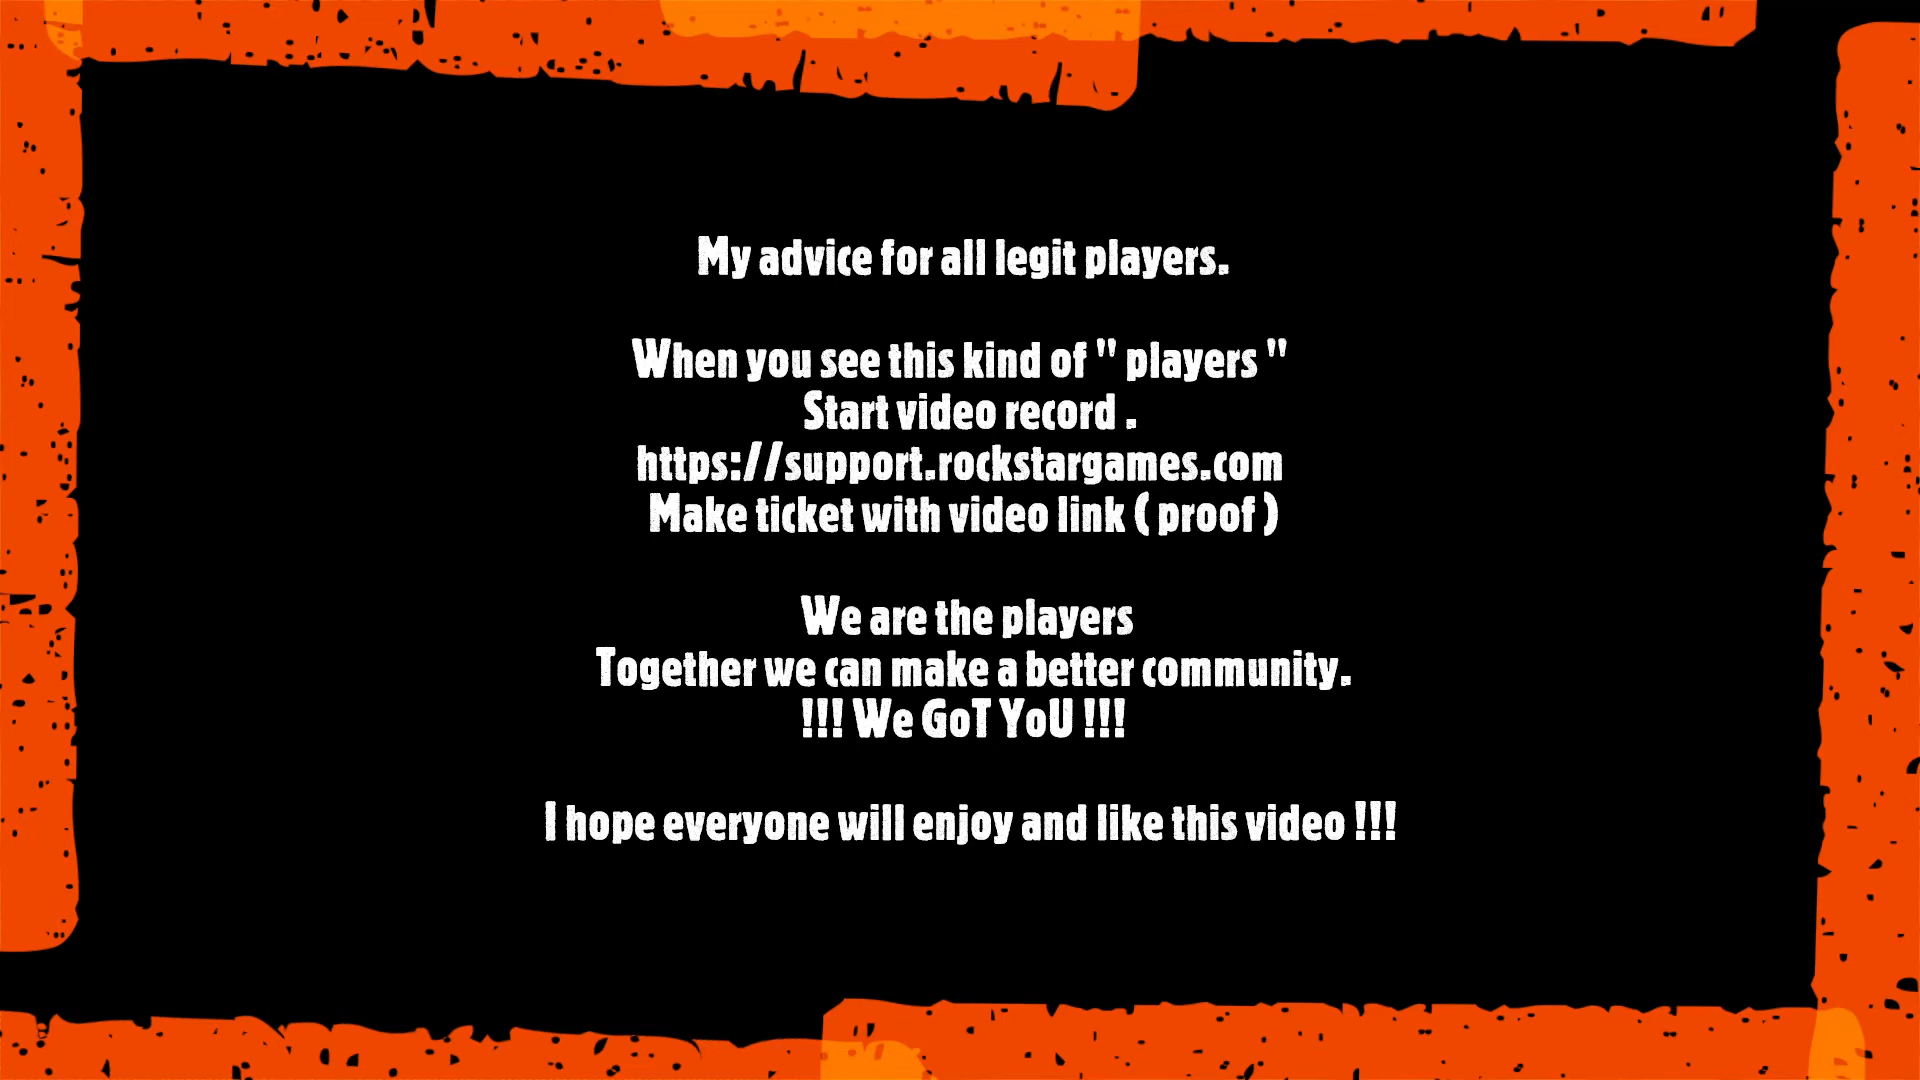 My advice for all legit players.
When you see this kind of " players "
Start video record .
https://support.rockstargames.com
Make ticket with video link ( proof )
We are the players
Together we can make a better community.
!!! We GoT YoU !!!
I hope everyone will enjoy and like this video !!!